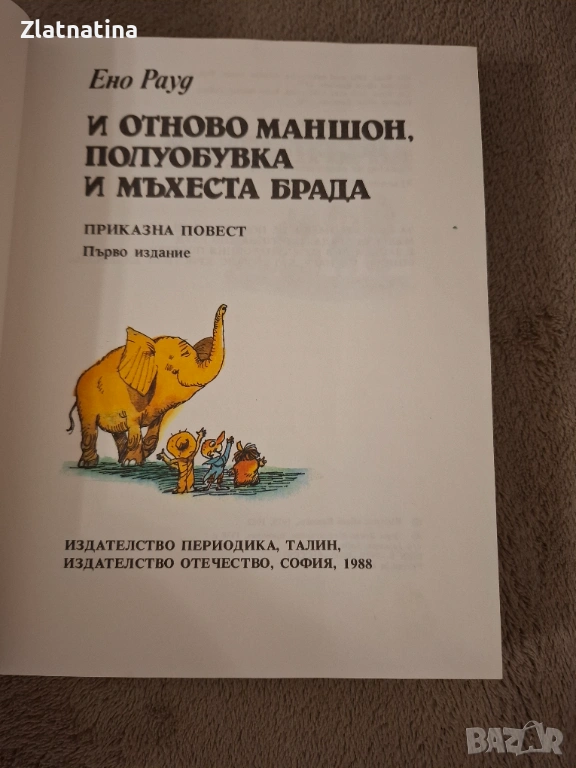 Zlatnatina
Ено Рауд
И ОТНОВО МАНШОН,
ПОЛУОБУВКА
И МЪХЕСТА БРАДА
ПРИКАЗНА ПОВЕСТ
Първо издание
ИЗДАТЕЛСТВО ПЕРИОДИКА, ТАЛИН,
ИЗДАТЕЛСТВО ОТЕЧЕСТВО, СОФИЯ, 1988
BAZAR